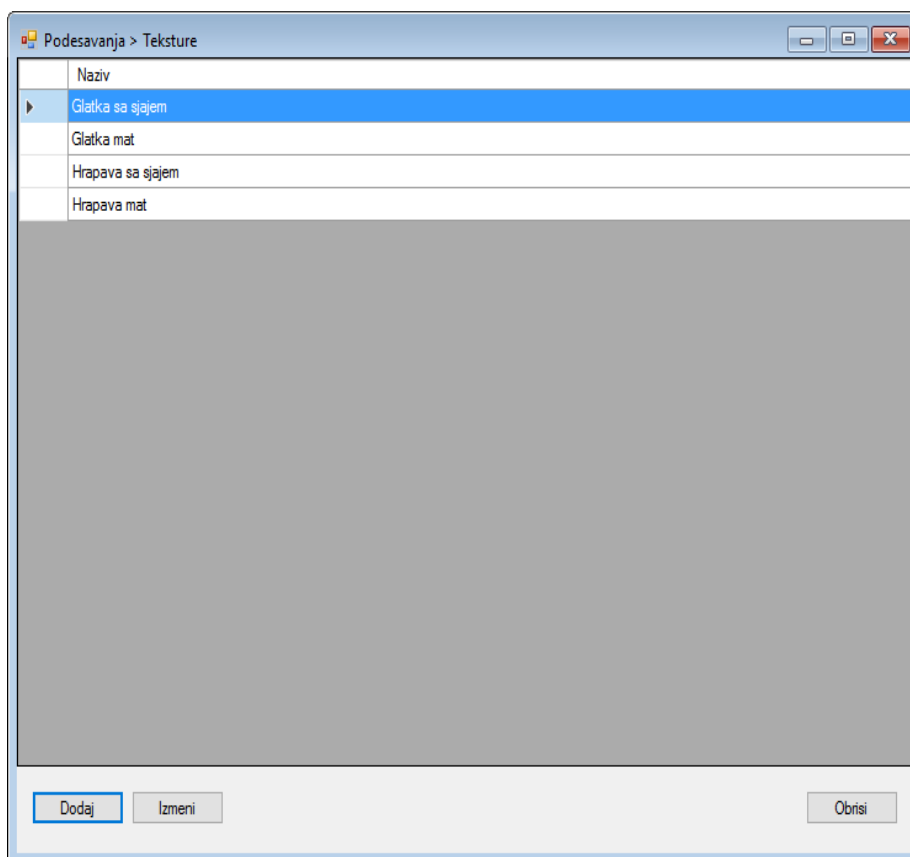 Podesavanja > Teksture
Naziv
Glatka sa sjajem
Glatka mat
Hrapava sa sjajem
Hrapava mat
Dodaj Izmeni Obrisi